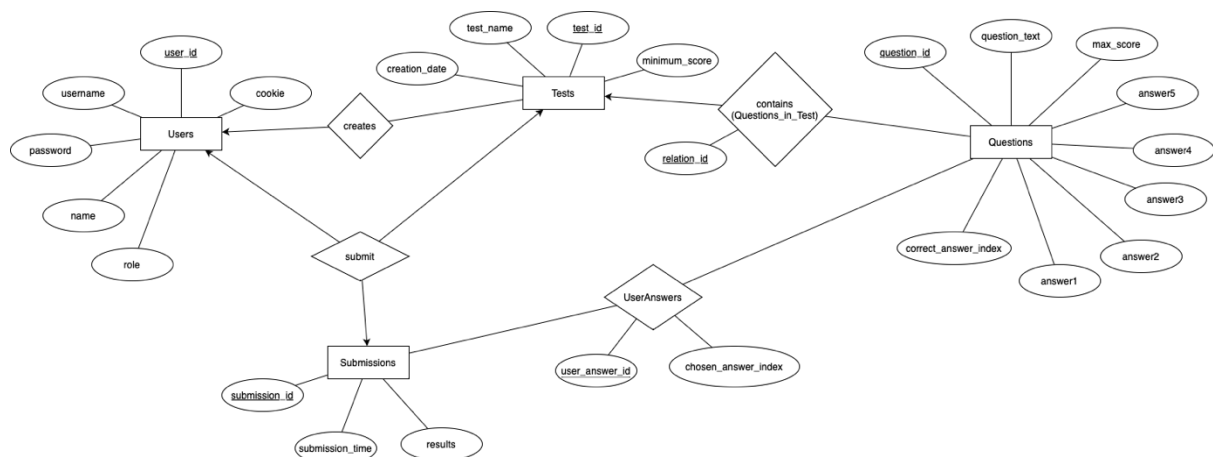 user_id
username
cookie
Users
password
name
role
creates
test_name
test_id
creation_date
minimum_score
Tests
contains
(Questions_in_Test)
relation_id
question_id
question_text
max_score
answer5
Questions
answer4
answer3
answer2
answer1
correct_answer_index
submit
UserAnswers
user_answer_id
chosen_answer_index
Submissions
submission_id
submission_time
results